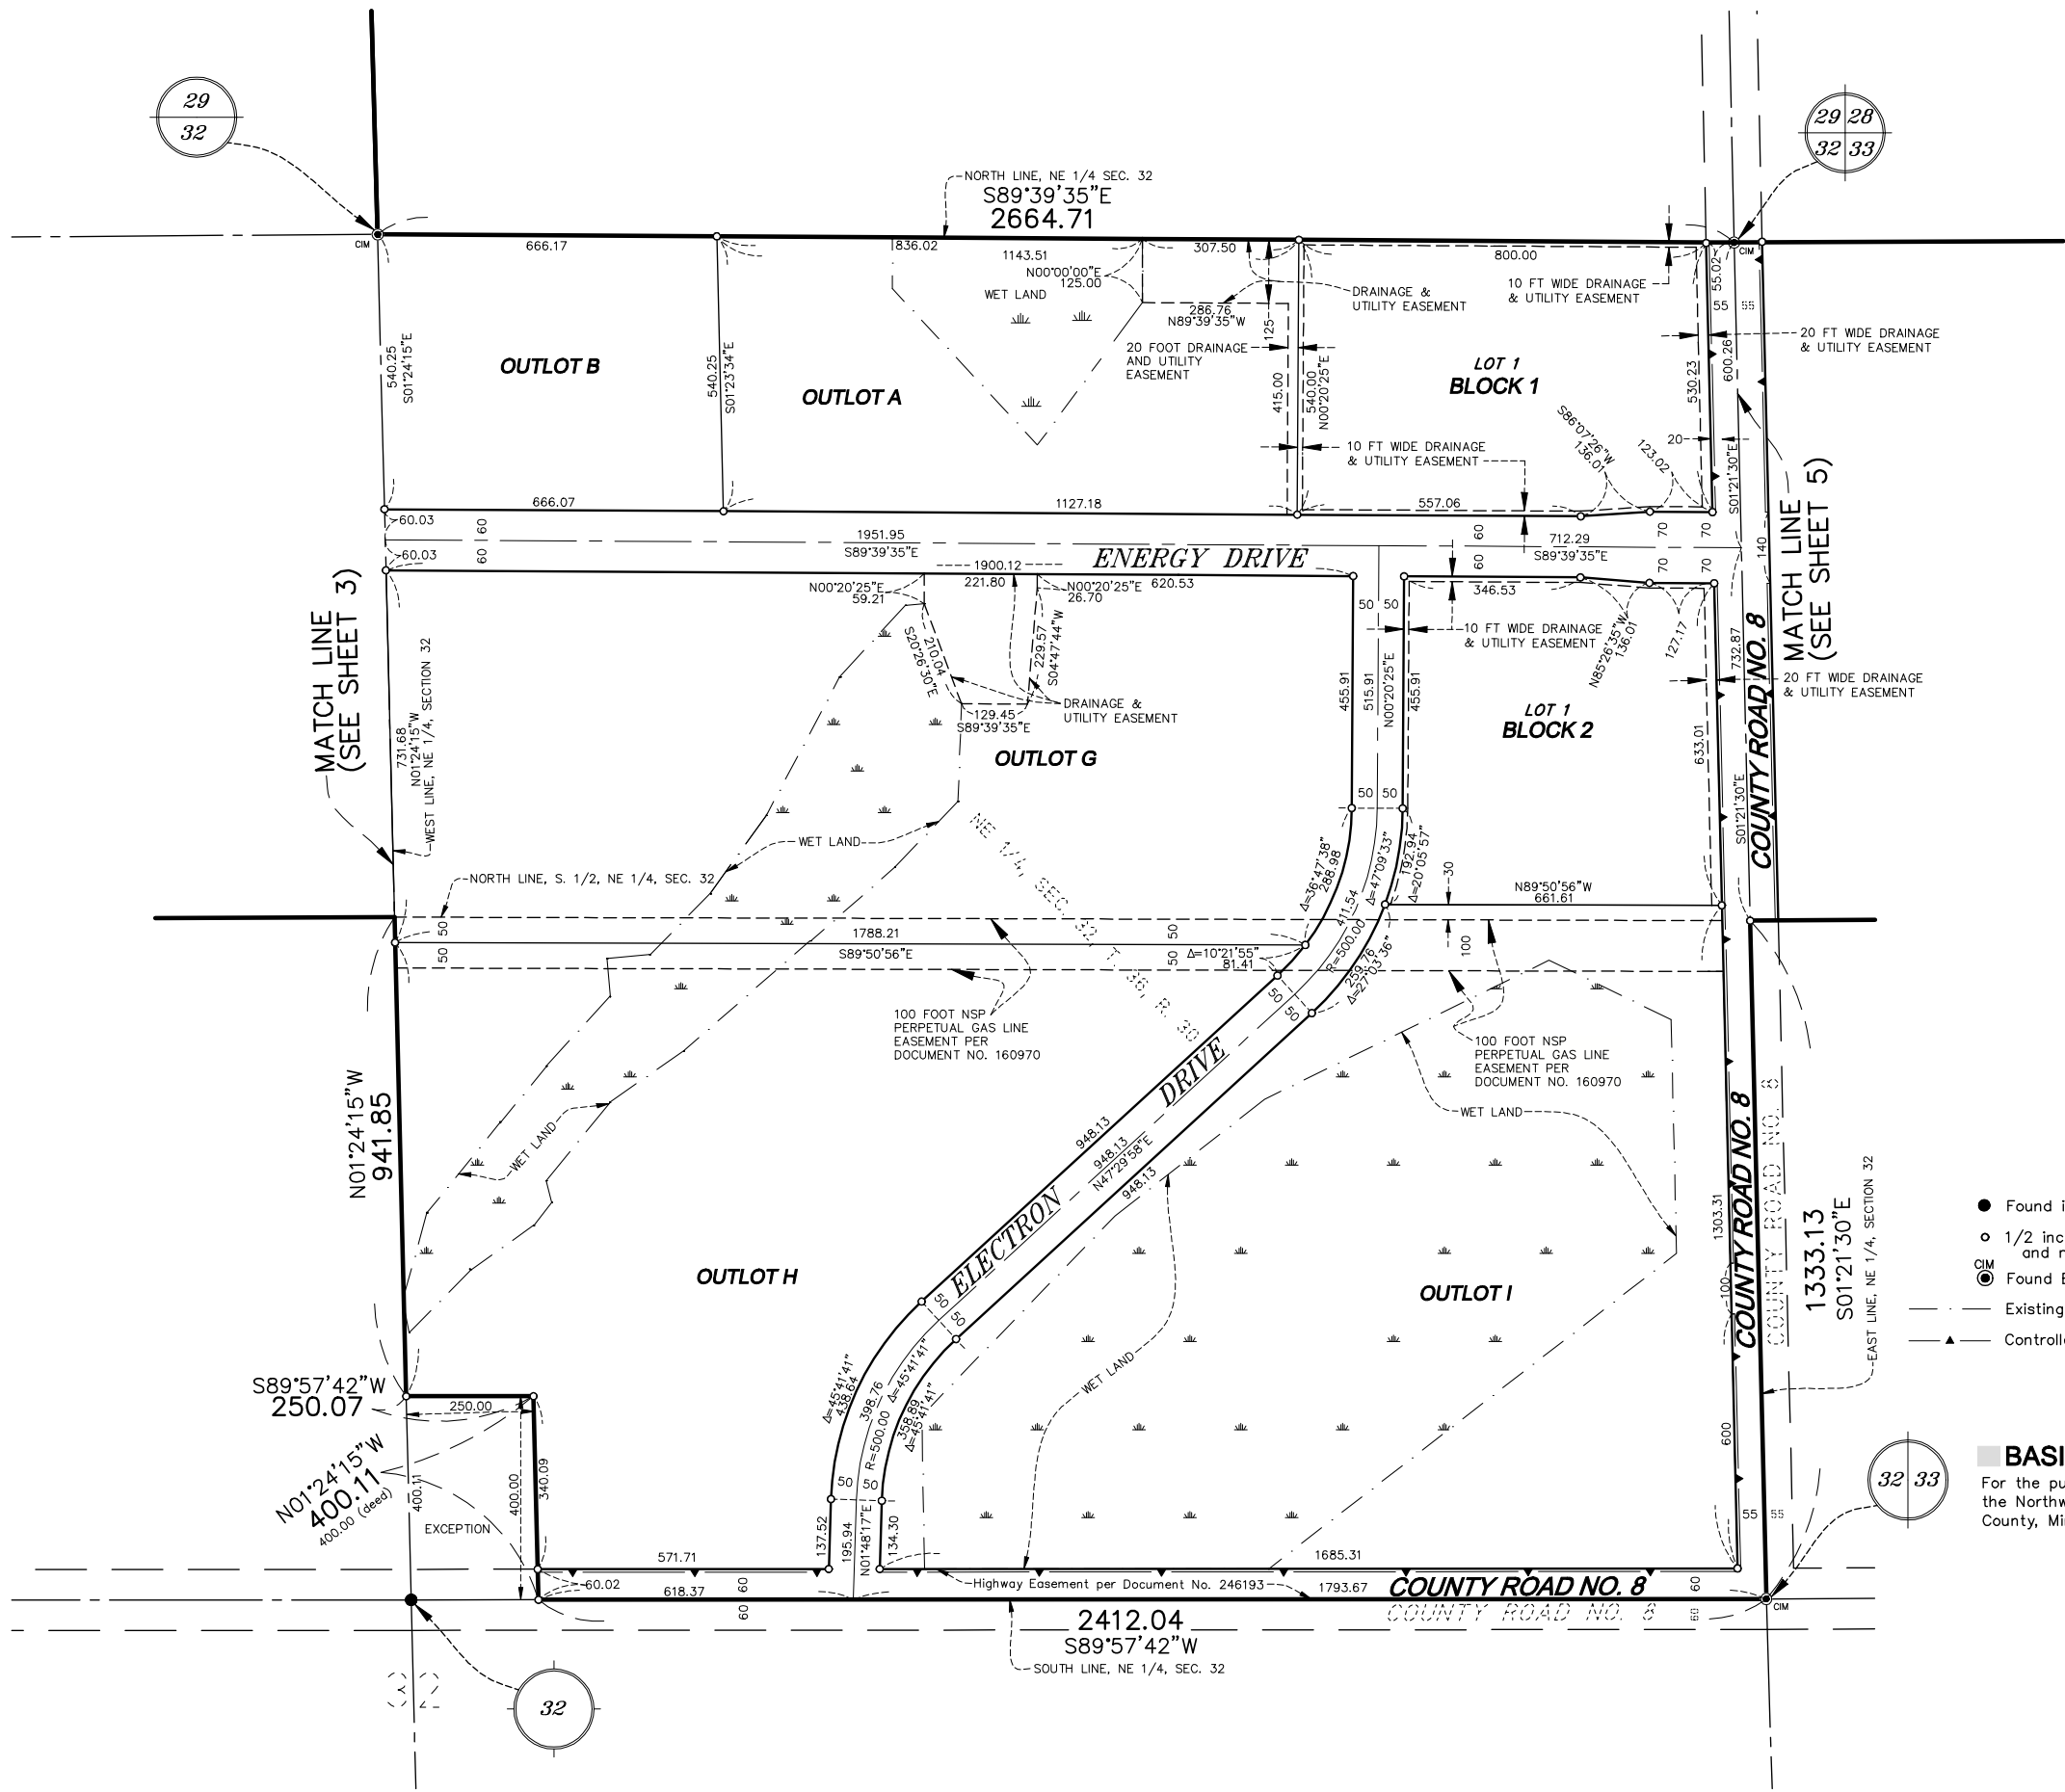 29
32
29 28
32 33
NORTH LINE, NE 1/4 SEC. 32
S89°39'35"E
2664.71
CIM
666.17
836.02
1143.51
307.50
800.00
CIM
N00°00'00"E
125.00
WET LAND
DRAINAGE &
UTILITY EASEMENT
10 FT WIDE DRAINAGE
& UTILITY EASEMENT
55.02
55
55
286.76
N89°39'35"W
125
20 FOOT DRAINAGE
AND UTILITY
EASEMENT
20 FT WIDE DRAINAGE
& UTILITY EASEMENT
540.25
S01°24'15"E
OUTLOT B
540.25
S01°23'34"E
OUTLOT A
415.00
540.00
N00°20'25"E
LOT 1
BLOCK 1
530.23
600.26
S01°21'30"E
10 FT WIDE DRAINAGE
& UTILITY EASEMENT
S86°07'26"W
136.01
123.02
20
MATCH LINE
(SEE SHEET 5)
666.07
1127.18
557.06
60.03
60
60
60.03
1951.95
S89°39'35"E
ENERGY DRIVE
60
60
712.29
S89°39'35"E
70
70
70
70
140
1900.12
221.80
620.53
N00°20'25"E
59.21
N00°20'25"E
26.70
346.53
50
50
10 FT WIDE DRAINAGE
& UTILITY EASEMENT
N85°26'35"W
136.01
127.17
732.87
S01°21'30"E
20 FT WIDE DRAINAGE
& UTILITY EASEMENT
MATCH LINE
(SEE SHEET 3)
210.04
S20°26'30"E
229.57
S04°47'44"W
129.45
S89°39'35"E
DRAINAGE &
UTILITY EASEMENT
455.91
515.91
N00°20'25"E
455.91
LOT 1
BLOCK 2
633.01
COUNTY ROAD NO. 8
731.68
N01°24'15"W
WEST LINE, NE 1/4, SECTION 32
OUTLOT G
50
50
WET LAND
NE 1/4, SEC. 32, T. 36, R. 30
NORTH LINE, S. 1/2, NE 1/4, SEC. 32
Δ=36°47'38"
288.98
411.54
Δ=47°09'33"
R=500.00
192.94
Δ=20°05'57"
30
N89°50'56"W
661.61
50
50
1788.21
S89°50'56"E
50
50
Δ=10°21'55"
81.41
259.76
Δ=27°03'36"
100
50
50
100 FOOT NSP
PERPETUAL GAS LINE
EASEMENT PER
DOCUMENT NO. 160970
100 FOOT NSP
PERPETUAL GAS LINE
EASEMENT PER
DOCUMENT NO. 160970
N01°24'15"W
941.85
WET LAND
WET LAND
ELECTRON DRIVE
948.13
948.13
N47°29'58"E
948.13
1303.31
COUNTY ROAD NO. 8
COUNTY ROAD NO. 8
1333.13
S01°21'30"E
EAST LINE, NE 1/4, SECTION 32
OUTLOT H
OUTLOT I
100
Found i
1/2 inc
and r
CIM
Found B
Existing
Controll
50
50
WET LAND
S89°57'42"W
250.07
250.00
Δ=45°41'41"
438.64
398.76
Δ=45°41'41"
R=500.00
358.89
Δ=45°41'41"
600
N01°24'15"W
400.11
400.00 (deed)
400.11
EXCEPTION
400.00
340.09
50
50
32 33
BASI
For the pu
the Northw
County, Mi
137.52
195.94
N01°48'17"E
134.30
55
55
571.71
1685.31
60.02
618.37
60
60
Highway Easement per Document No. 246193
1793.67
COUNTY ROAD NO. 8
COUNTY ROAD NO. 8
60
60
CIM
2412.04
S89°57'42"W
SOUTH LINE, NE 1/4, SEC. 32
32
32